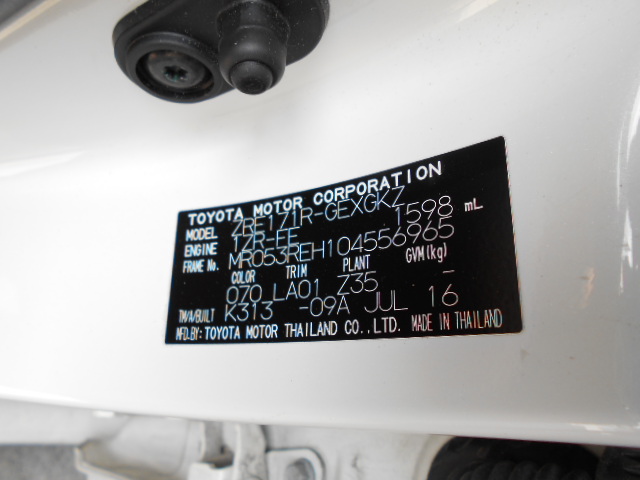 TOYOTA MOTOR CORPORATION
MODEL ZRE171R-GEXGKZ
ENGINE 1ZR-FE 1598 mL
FRAME No. MR053REH104556965
COLOR TRIM PLANT GVM(kg)
070 LA01 Z35 -
TM/A/BUILT K313 -09A JUL 16
MFD.BY: TOYOTA MOTOR THAILAND CO.,LTD. MADE IN THAILAND